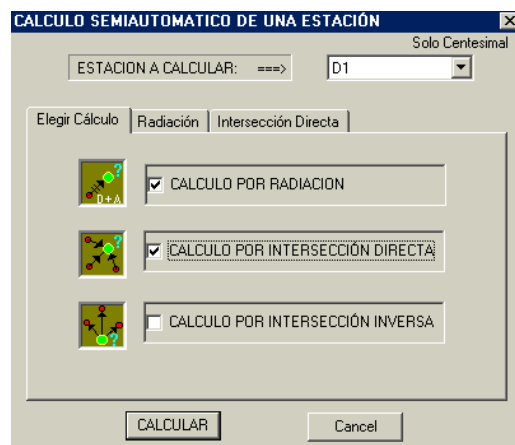 CALCULO SEMIAUTOMATICO DE UNA ESTACIÓN
Solo Centesimal
ESTACION A CALCULAR: ===> D1
Elegir Cálculo Radiación Intersección Directa
? D+A CALCULO POR RADIACION
? CALCULO POR INTERSECCIÓN DIRECTA
? CALCULO POR INTERSECCIÓN INVERSA
CALCULAR Cancel